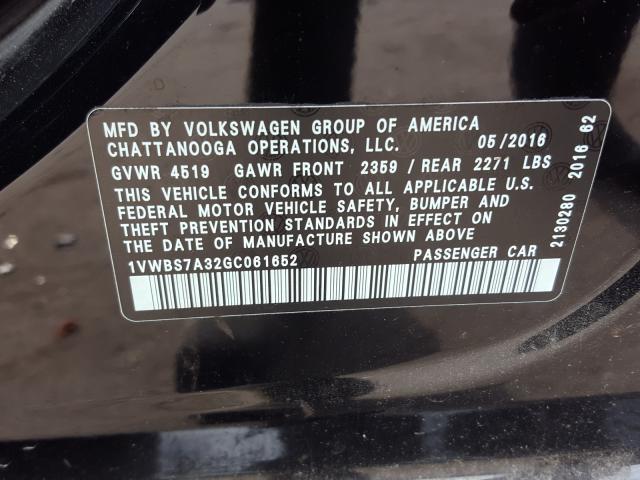 MFD BY VOLKSWAGEN GROUP OF AMERICA
CHATTANOOGA OPERATIONS, LLC. 05/2016
GVWR 4519 GAWR FRONT 2359 / REAR 2271 LBS
THIS VEHICLE CONFORMS TO ALL APPLICABLE U.S.
FEDERAL MOTOR VEHICLE SAFETY, BUMPER AND
THEFT PREVENTION STANDARDS IN EFFECT ON
THE DATE OF MANUFACTURE SHOWN ABOVE
1VWBS7A32GC061652 PASSENGER CAR
2130280 2016 62